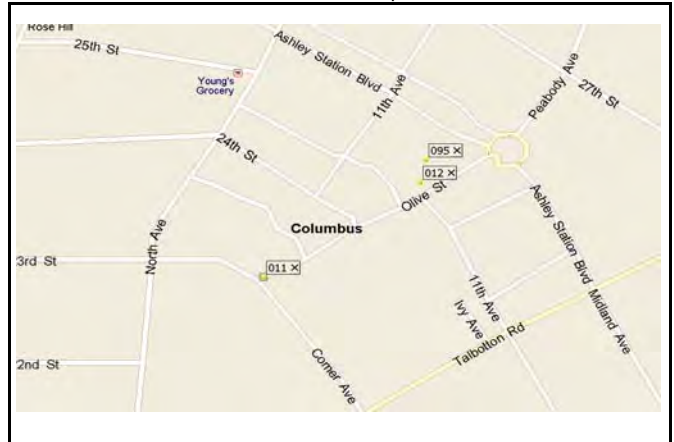 Rose Hill
25th St
Ashley Station Blvd
11th Ave
Peabody Ave
27th St
Young's
Grocery
24th St
095 ×
012 ×
Olive St
Columbus
North Ave
3rd St
011 ×
Ashley Station Blvd Midland Ave
11th Ave
Ivy Ave
Talbotton Rd
2nd St
Comer Ave